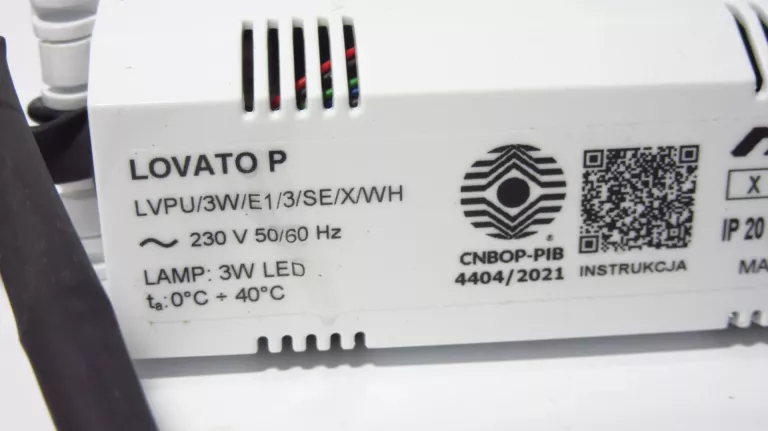 LOVATO P
LVPU/3W/E1/3/SE/X/WH
~ 230 V 50/60 Hz
LAMP: 3W LED
ta:0°C ÷ 40°C
CNBOP-PIB
4404/2021
®
INSTRUKCJA
X
IP 20